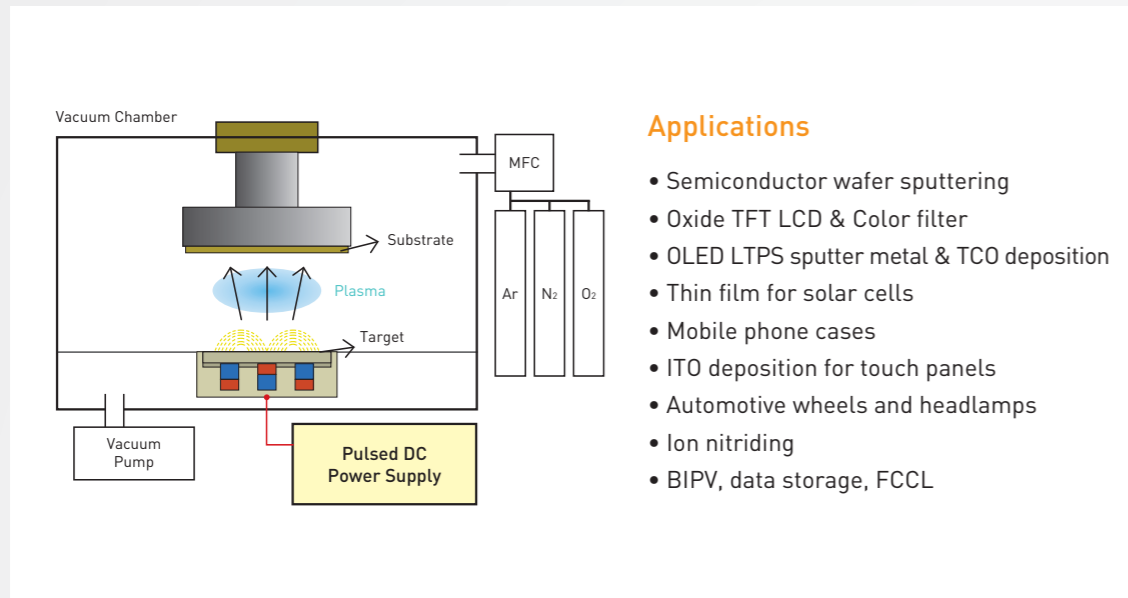 Vacuum Chamber
MFC
Substrate
Plasma
Ar
N2
O2
Target
Vacuum
Pump
Pulsed DC
Power Supply
Applications
• Semiconductor wafer sputtering
• Oxide TFT LCD & Color filter
• OLED LTPS sputter metal & TCO deposition
• Thin film for solar cells
• Mobile phone cases
• ITO deposition for touch panels
• Automotive wheels and headlamps
• Ion nitriding
• BIPV, data storage, FCCL